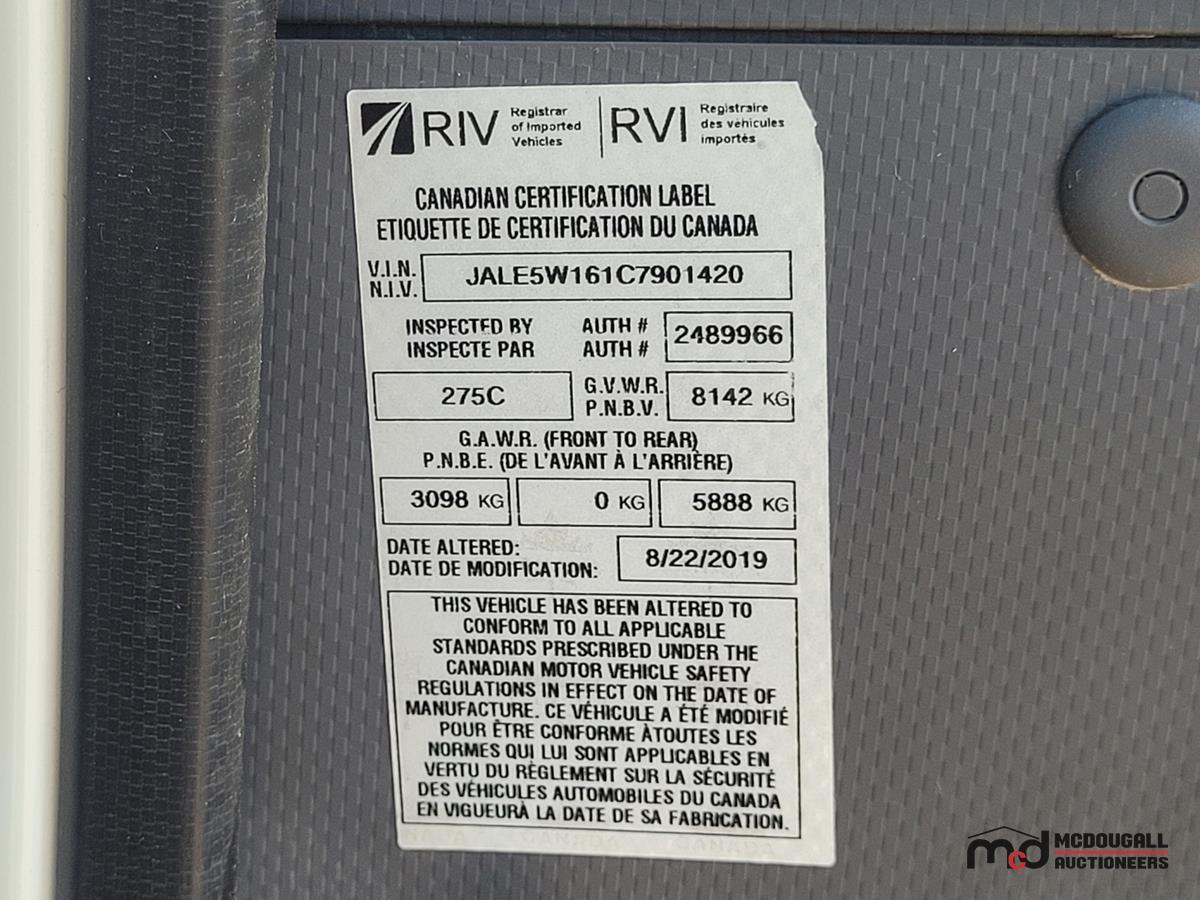 RIV Registrar of Imported Vehicles RVI Registraire des véhicules importés
CANADIAN CERTIFICATION LABEL
ETIQUETTE DE CERTIFICATION DU CANADA
V.I.N.
N.I.V.
JALE5W161C7901420
INSPECTED BY
INSPECTE PAR
AUTH #
AUTH #
2489966
275C
G.V.W.R.
P.N.B.V.
8142 KG
G.A.W.R. (FRONT TO REAR)
P.N.B.E. (DE L'AVANT À L'ARRIÈRE)
3098 KG 0 KG 5888 KG
DATE ALTERED:
DATE DE MODIFICATION:
8/22/2019
THIS VEHICLE HAS BEEN ALTERED TO
CONFORM TO ALL APPLICABLE
STANDARDS PRESCRIBED UNDER THE
CANADIAN MOTOR VEHICLE SAFETY
REGULATIONS IN EFFECT ON THE DATE OF
MANUFACTURE. CE VÉHICULE A ÉTÉ MODIFIÉ
POUR ÊTRE CONFORME ÀTOUTES LES
NORMES QUI LUI SONT APPLICABLES EN
VERTU DU RÈGLEMENT SUR LA SÉCURITÉ
DES VÉHICULES AUTOMOBILES DU CANADA
EN VIGUEURÀ LA DATE DE SA FABRICATION.
CANADA
mcd MCDOUGALL
AUCTIONEERS